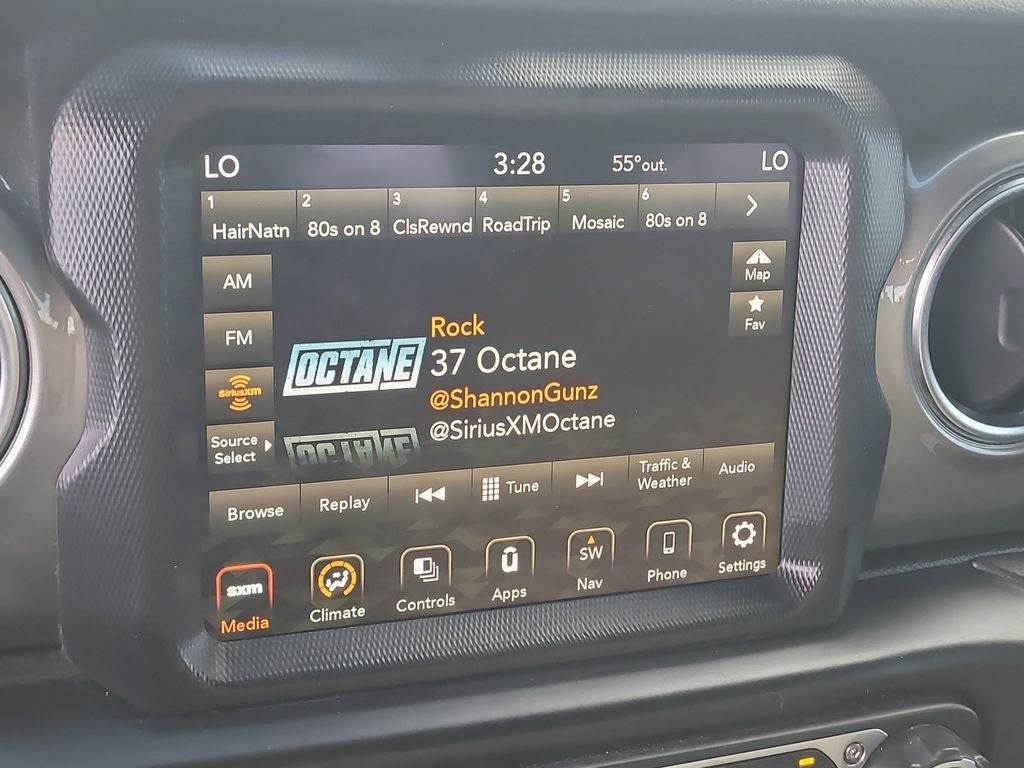 LO 3:28 55°out. LO
1 2 3 4 5 6
HairNatn 80s on 8 ClsRewnd RoadTrip Mosaic 80s on 8
AM
Map
FM
Fav
Rock
OCTANE
37 Octane
SiriusXM
@ShannonGunz
@SiriusXMOctane
Source
Select
Browse Replay Tune Traffic & Audio
Weather
sxm
SW
Media Climate Controls Apps Nav Phone Settings